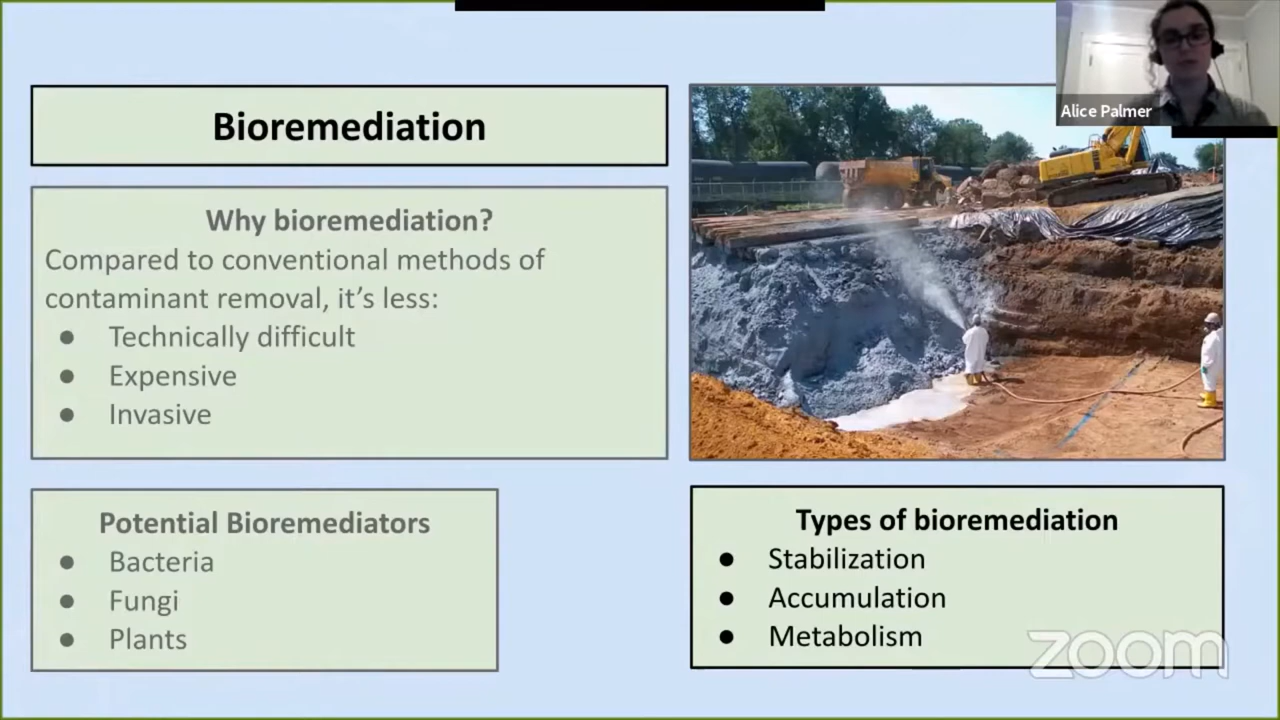 Alice Palmer
Bioremediation
Why bioremediation?
Compared to conventional methods of
contaminant removal, it’s less:
● Technically difficult
● Expensive
● Invasive
Potential Bioremediators
● Bacteria
● Fungi
● Plants
Types of bioremediation
● Stabilization
● Accumulation
● Metabolism
zoom